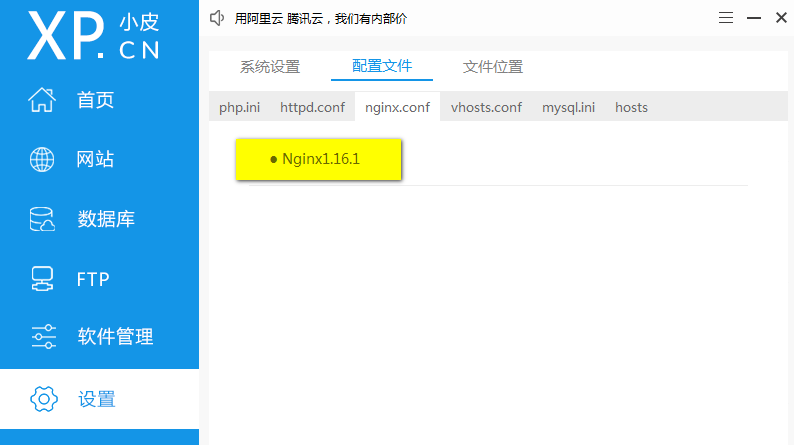 XP.小皮
.CN
首页
网站
数据库
FTP
软件管理
设置
用阿里云 腾讯云，我们有内部价
系统设置 配置文件 文件位置
php.ini httpd.conf nginx.conf vhosts.conf mysql.ini hosts
● Nginx1.16.1